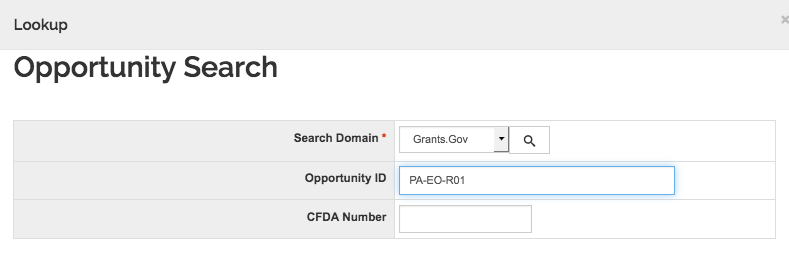 Lookup
×
Opportunity Search
Search Domain * Grants.Gov
Opportunity ID PA-EO-R01
CFDA Number